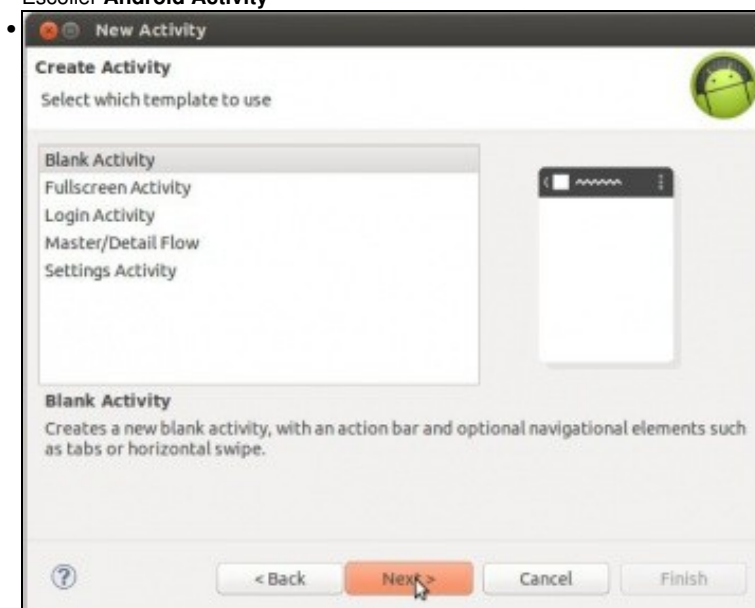 Escoller Android Activity
New Activity
Create Activity
Select which template to use
Blank Activity
Fullscreen Activity
Login Activity
Master/Detail Flow
Settings Activity
Blank Activity
Creates a new blank activity, with an action bar and optional navigational elements such
as tabs or horizontal swipe.
< Back Next > Cancel Finish